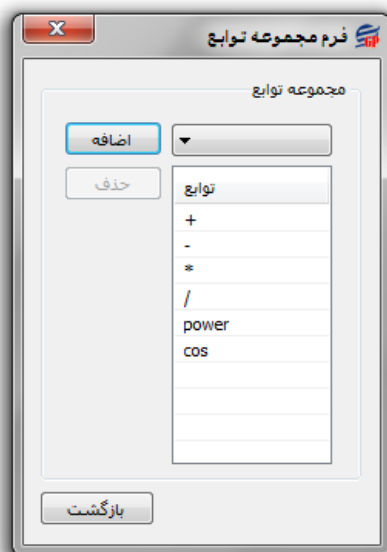 فرم مجموعه توابع
مجموعه توابع
اضافه
حذف
توابع
+
-
*
/
power
cos
بازگشت